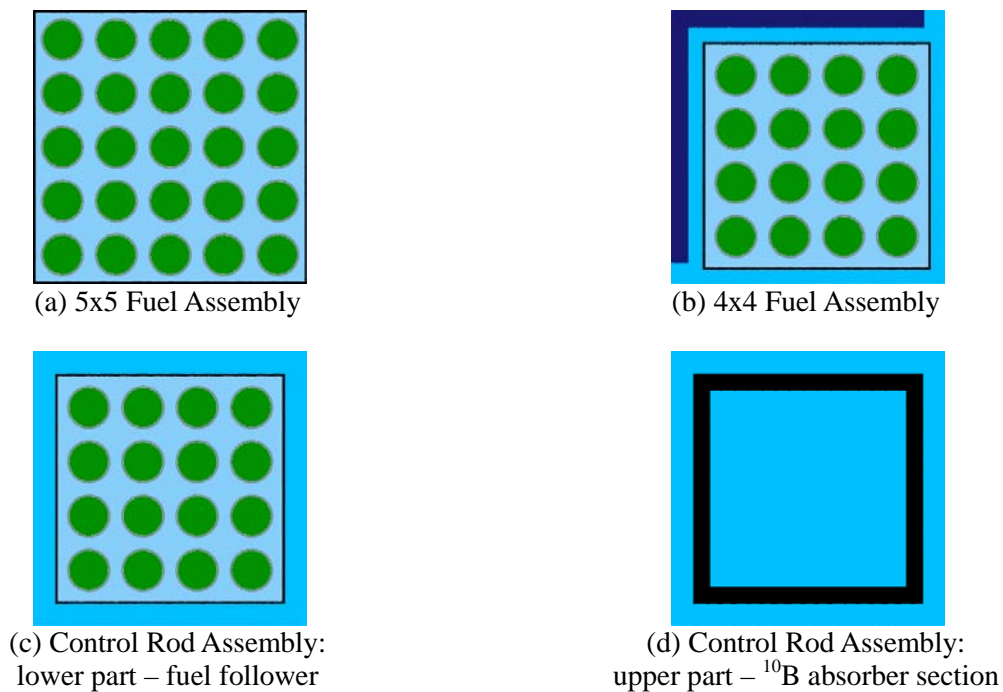 (a) 5x5 Fuel Assembly
(b) 4x4 Fuel Assembly
(c) Control Rod Assembly:
lower part – fuel follower
(d) Control Rod Assembly:
upper part – ¹⁰B absorber section